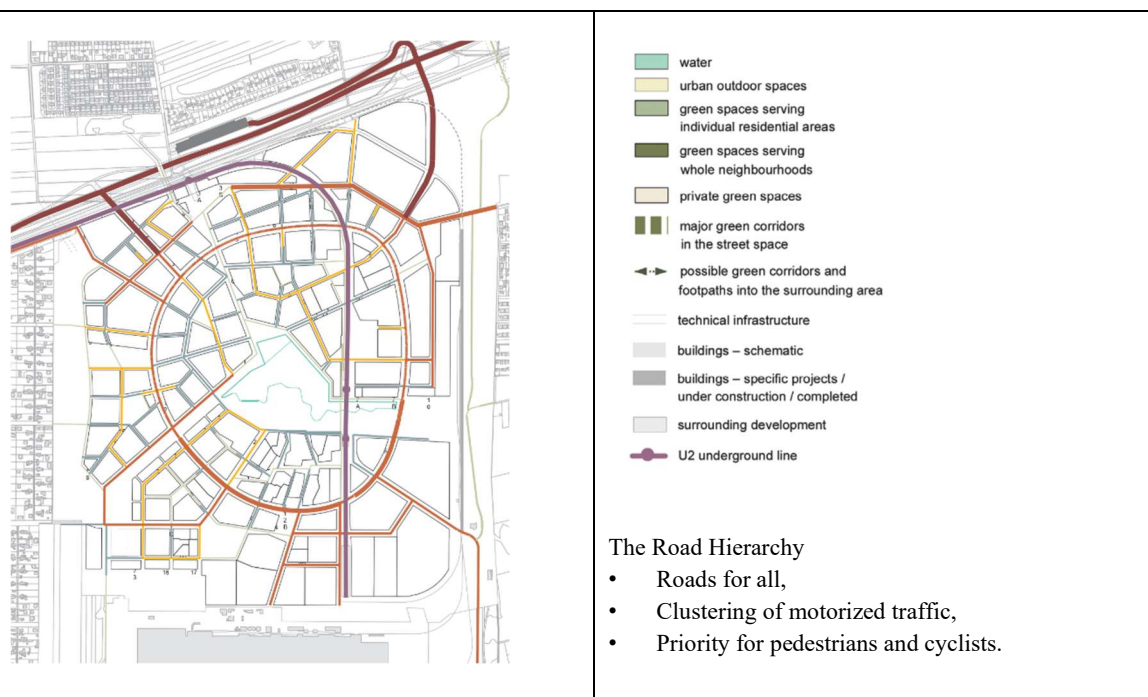 water
urban outdoor spaces
green spaces serving
individual residential areas
green spaces serving
whole neighbourhoods
private green spaces
major green corridors
in the street space
possible green corridors and
footpaths into the surrounding area
technical infrastructure
buildings – schematic
buildings – specific projects /
under construction / completed
surrounding development
U2 underground line
The Road Hierarchy
• Roads for all,
• Clustering of motorized traffic,
• Priority for pedestrians and cyclists.